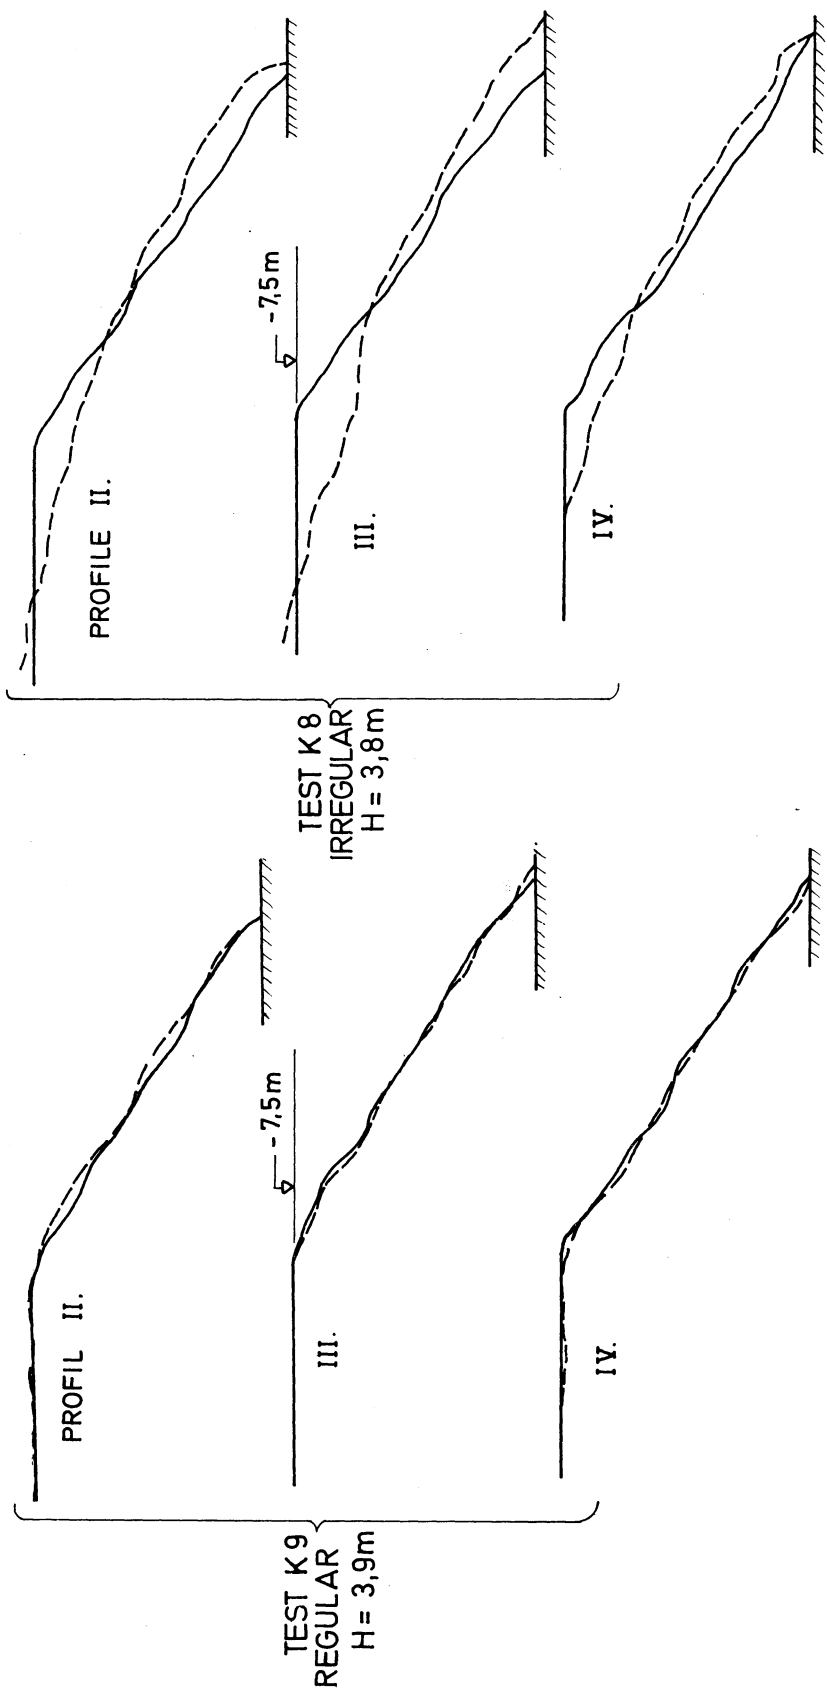 TEST K 9
REGULAR
H = 3,9m
PROFIL II.
-7,5m
III.
IV.
TEST K 8
IRREGULAR
H = 3,8m
PROFILE II.
-7,5m
III.
IV.